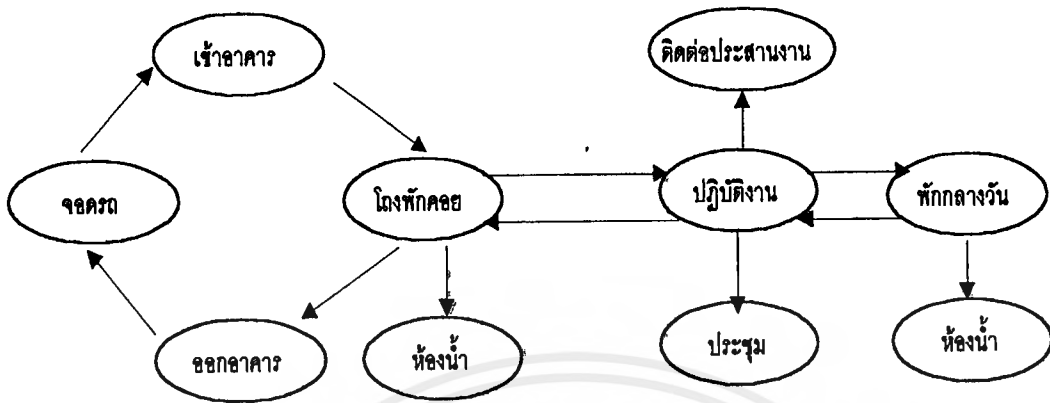 เข้าอาคาร
ติดต่อประสานงาน
จอดรถ
โถงพักคอย
ปฏิบัติงาน
พักกลางวัน
ออกอาคาร
ห้องน้ำ
ประชุม
ห้องน้ำ